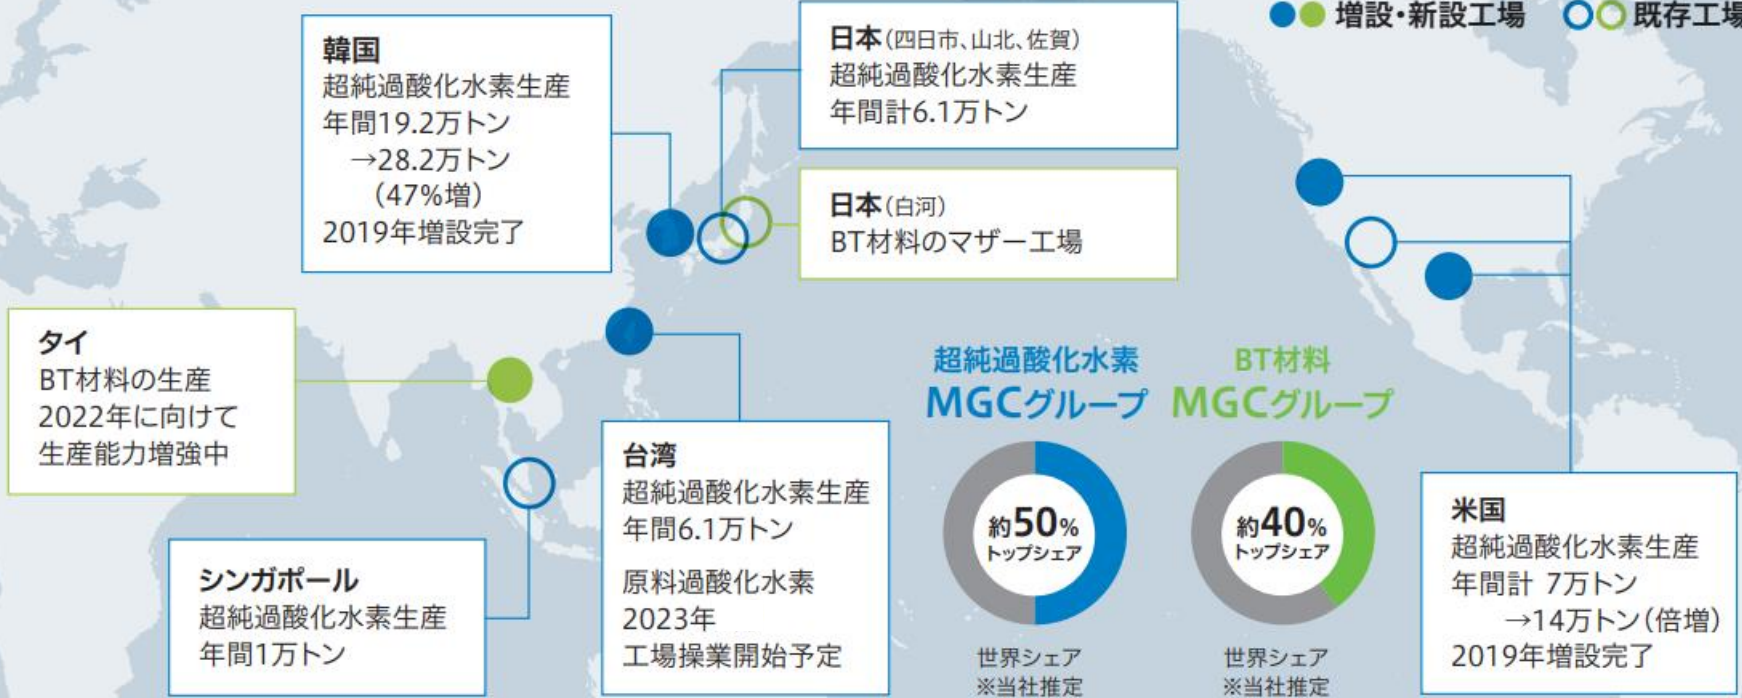 増設・新設工場
既存工場
韓国
超純過酸化水素生産
年間19.2万トン
→28.2万トン
（47%増）
2019年増設完了
日本（四日市、山北、佐賀）
超純過酸化水素生産
年間計6.1万トン
日本（白河）
BT材料のマザー工場
タイ
BT材料の生産
2022年に向けて
生産能力増強中
シンガポール
超純過酸化水素生産
年間1万トン
台湾
超純過酸化水素生産
年間6.1万トン
原料過酸化水素
2023年
工場操業開始予定
超純過酸化水素
MGCグループ
約50%
トップシェア
世界シェア
※当社推定
BT材料
MGCグループ
約40%
トップシェア
世界シェア
※当社推定
米国
超純過酸化水素生産
年間計 7万トン
→14万トン（倍増）
2019年増設完了